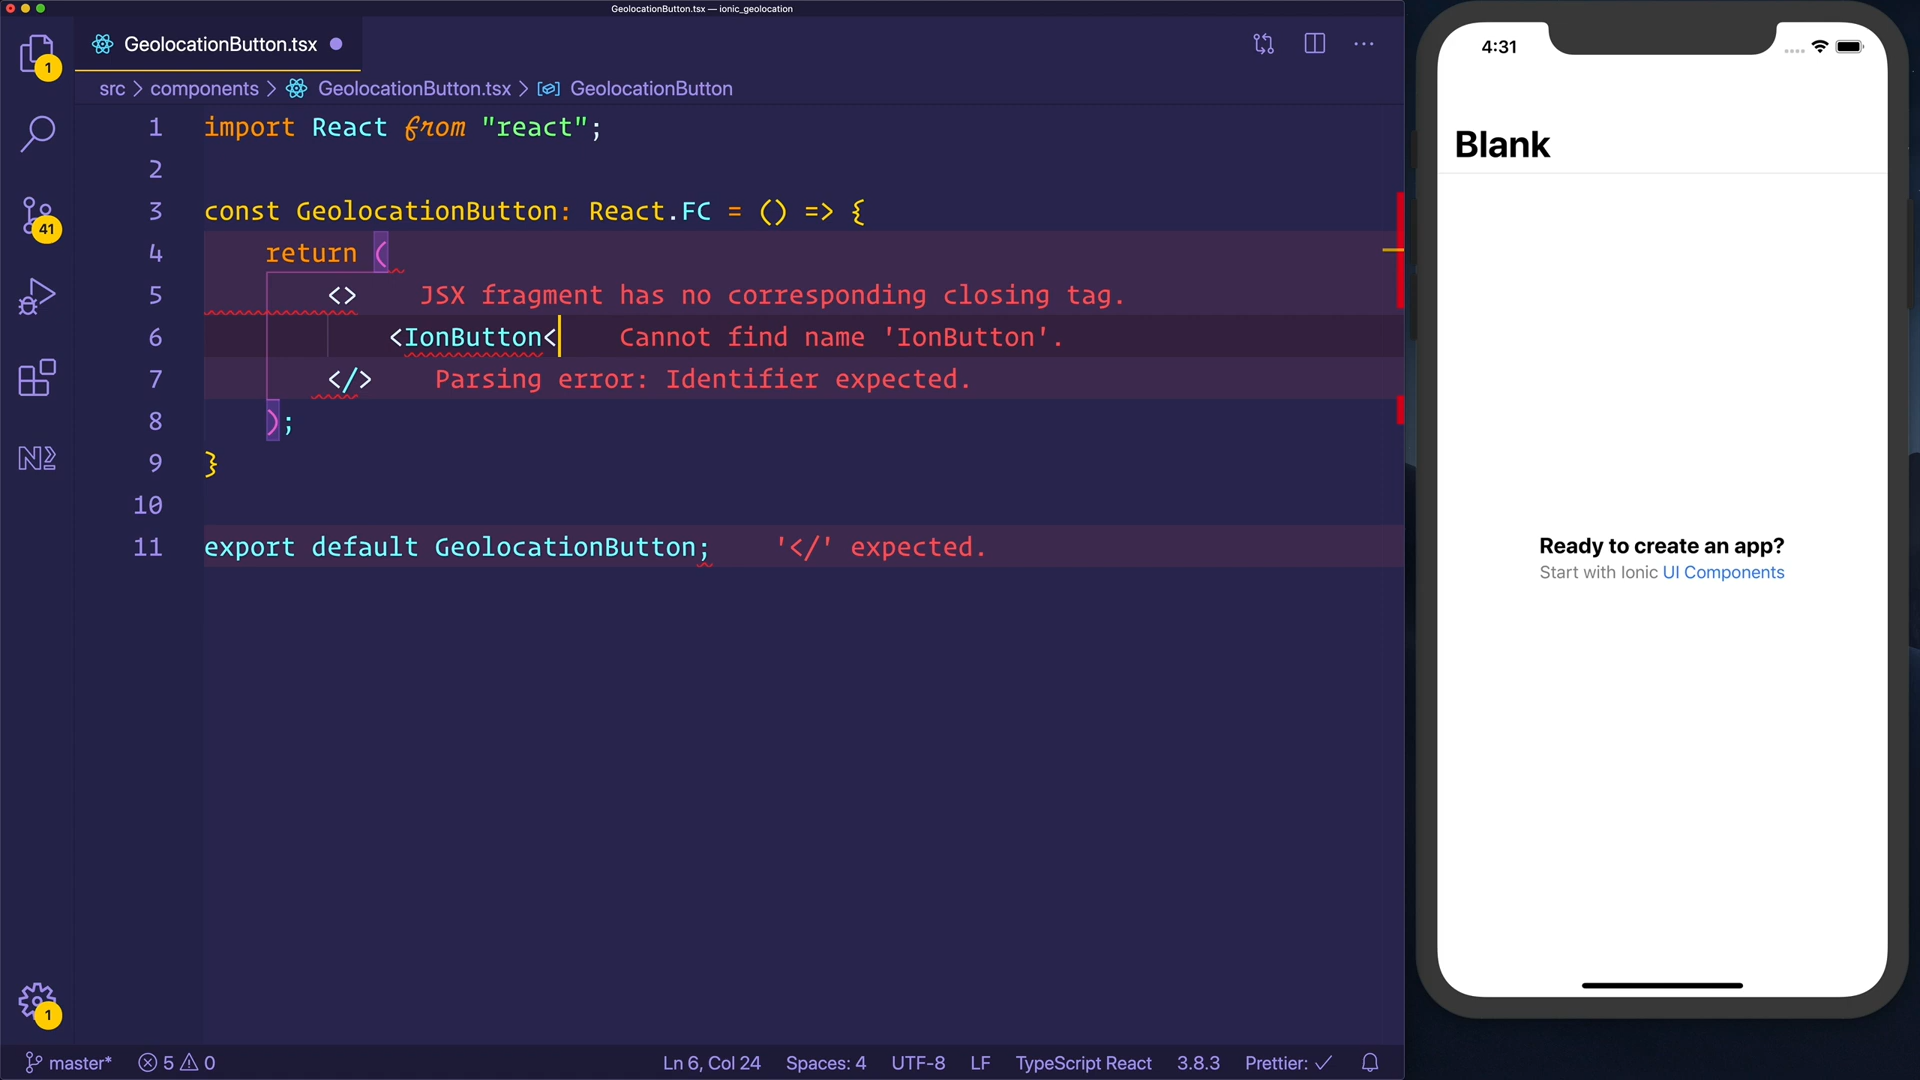 GeolocationButton.tsx — ionic_geolocation
GeolocationButton.tsx
1
src > components > GeolocationButton.tsx > GeolocationButton
1 import React from "react";
2
3 const GeolocationButton: React.FC = () => {
4 return (
5 <> JSX fragment has no corresponding closing tag.
6 <IonButton< Cannot find name 'IonButton'.
7 </> Parsing error: Identifier expected.
8 );
9 }
10
11 export default GeolocationButton; '</' expected.
41
1
master* 5 0 Ln 6, Col 24 Spaces: 4 UTF-8 LF TypeScript React 3.8.3 Prettier: ✓
4:31
Blank
Ready to create an app?
Start with Ionic UI Components